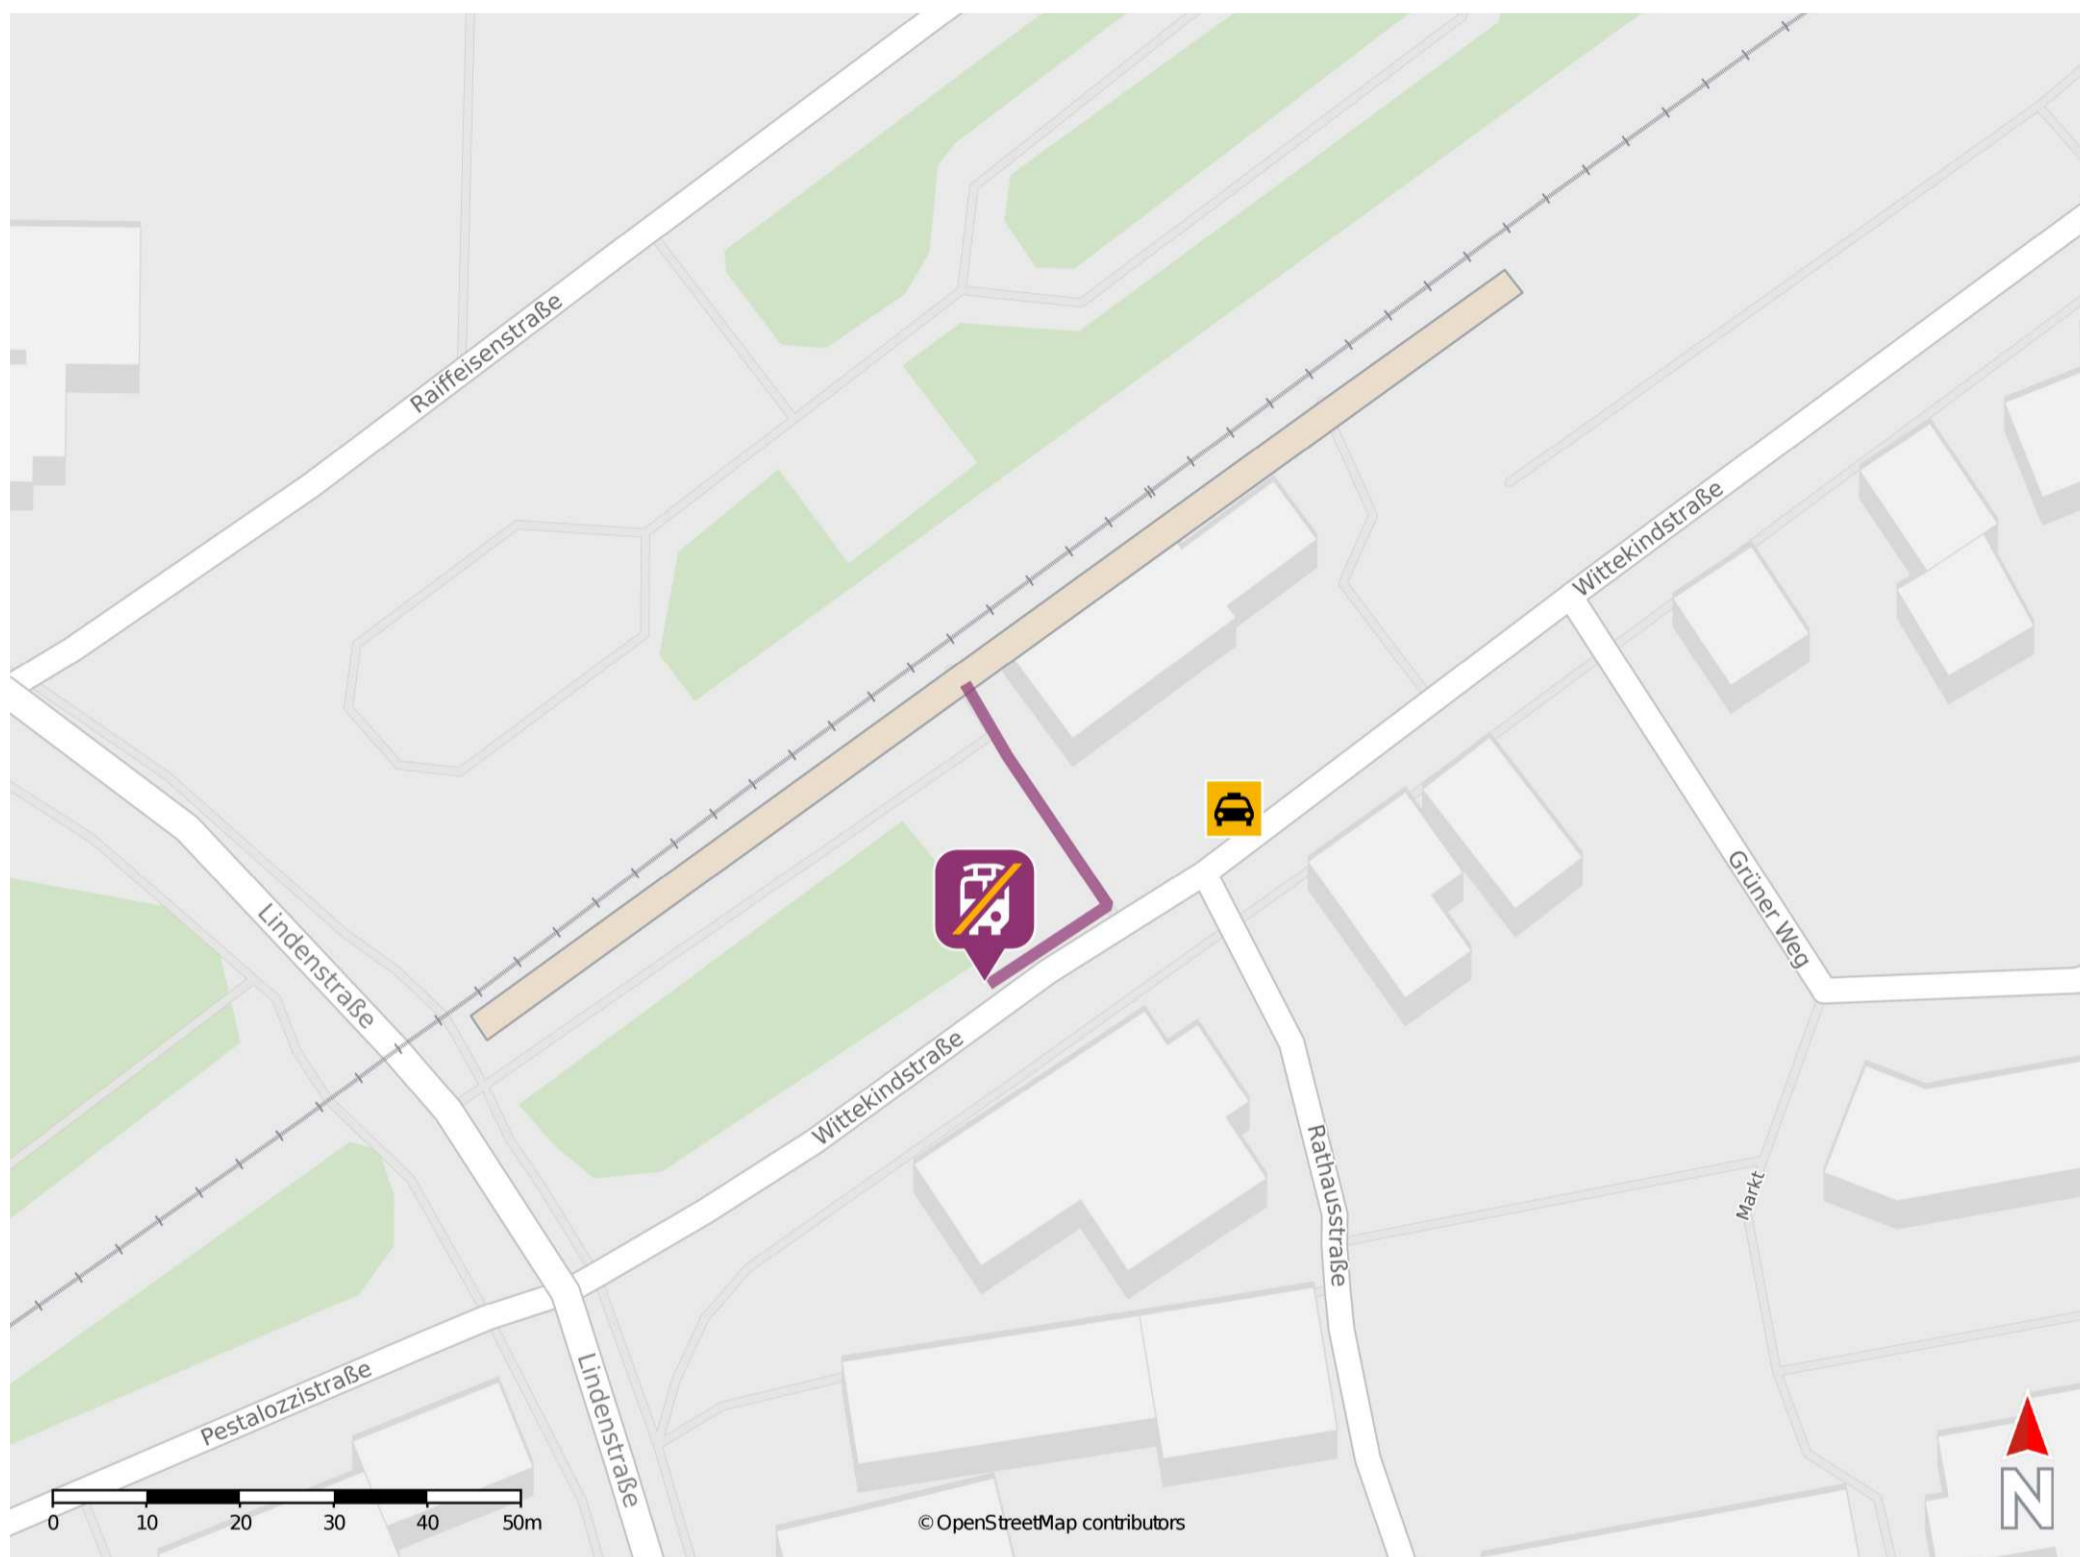 Raiffeisenstraße
Wittekindstraße
Grüner Weg
Lindenstraße
Wittekindstraße
Rathausstraße
Markt
Pestalozzistraße
Lindenstraße
0 10 20 30 40 50m
© OpenStreetMap contributors
N